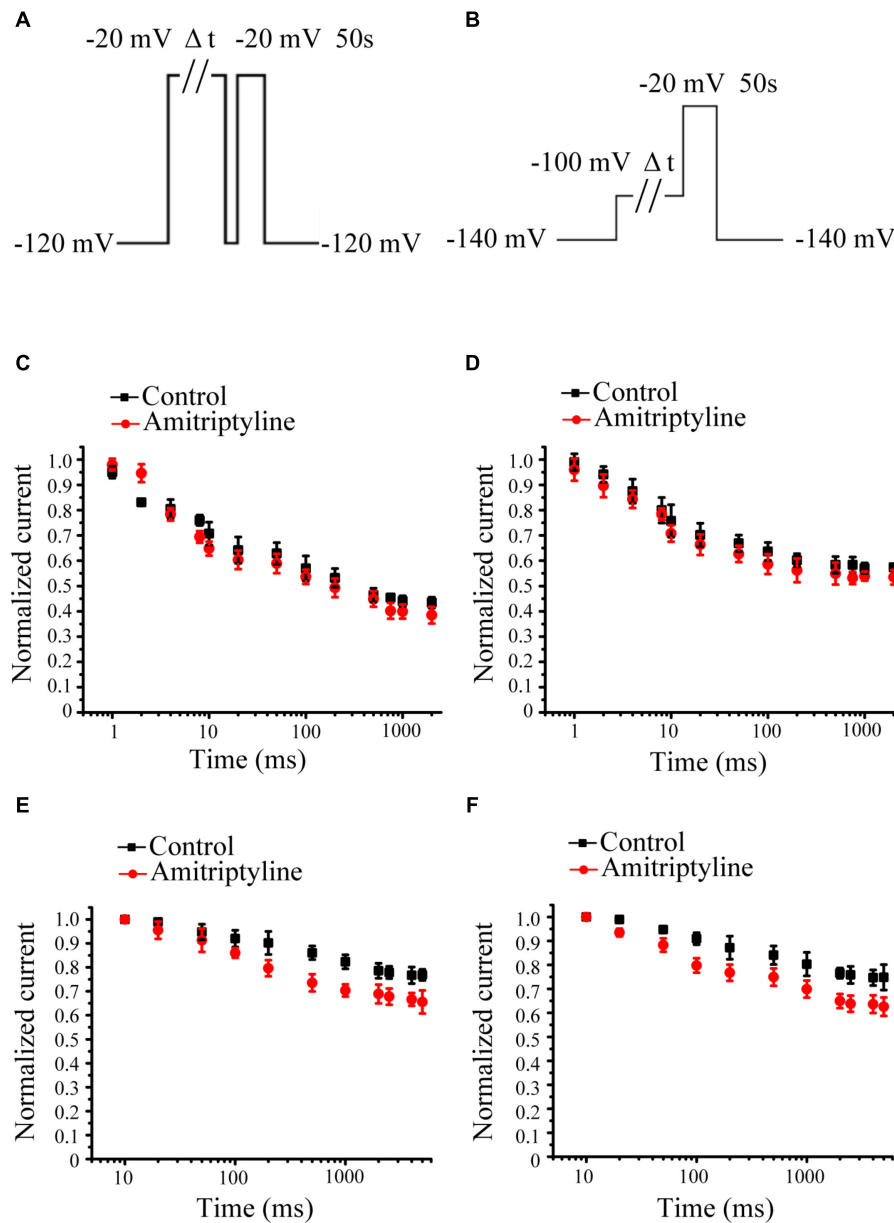 A
-20 mV Δ t -20 mV 50s
-120 mV
-120 mV
B
-20 mV 50s
-100 mV Δ t
-140 mV
-140 mV
C
Control
Amitriptyline
1.0
0.9
0.8
0.7
0.6
0.5
0.4
0.3
0.2
0.1
0
Normalized current
1 10 100 1000
Time (ms)
D
Control
Amitriptyline
1.0
0.9
0.8
0.7
0.6
0.5
0.4
0.3
0.2
0.1
0
Normalized current
1 10 100 1000
Time (ms)
E
Control
Amitriptyline
1.0
0.9
0.8
0.7
0.6
0.5
0.4
0.3
0.2
0.1
0
Normalized current
10 100 1000
Time (ms)
F
Control
Amitriptyline
1.0
0.9
0.8
0.7
0.6
0.5
0.4
0.3
0.2
0.1
0
Normalized current
10 100 1000
Time (ms)